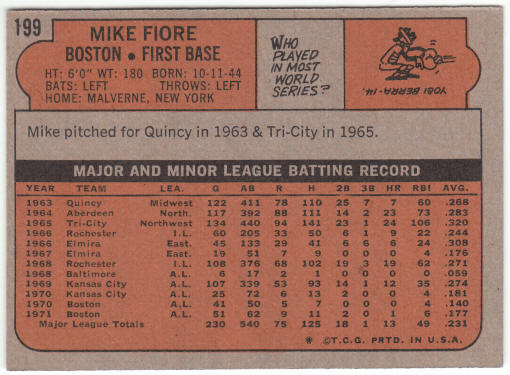 199
MIKE FIORE
BOSTON • FIRST BASE
HT: 6'0" WT: 180 BORN: 10-11-44
BATS: LEFT THROWS: LEFT
HOME: MALVERNE, NEW YORK
WHO
PLAYED
IN MOST
WORLD
SERIES?
YOGI BERRA-14.
Mike pitched for Quincy in 1963 & Tri-City in 1965.
MAJOR AND MINOR LEAGUE BATTING RECORD
YEAR TEAM LEA. G AB R H 2B 3B HR RBI AVG.
1963 Quincy Midwest 122 411 78 110 25 7 7 60 .268
1964 Aberdeen North. 117 392 88 111 14 2 23 73 .283
1965 Tri-City Northwest 134 440 94 141 23 1 24 106 .320
1966 Rochester I.L. 60 205 33 50 6 1 9 22 .244
1966 Elmira East. 45 133 29 41 6 6 6 24 .308
1967 Elmira East. 19 51 7 9 0 0 0 4 .176
1968 Rochester I.L. 108 376 68 102 19 3 19 62 .271
1968 Baltimore A.L. 6 17 2 1 0 0 0 0 .059
1969 Kansas City A.L. 107 339 53 93 14 1 12 35 .274
1970 Kansas City A.L. 25 72 6 13 2 0 0 4 .181
1970 Boston A.L. 41 50 5 7 0 0 0 4 .140
1971 Boston A.L. 51 62 9 11 2 0 1 6 .177
Major League Totals 230 540 75 125 18 1 13 49 .231
* © T.C.G. PRTD. IN U.S.A.